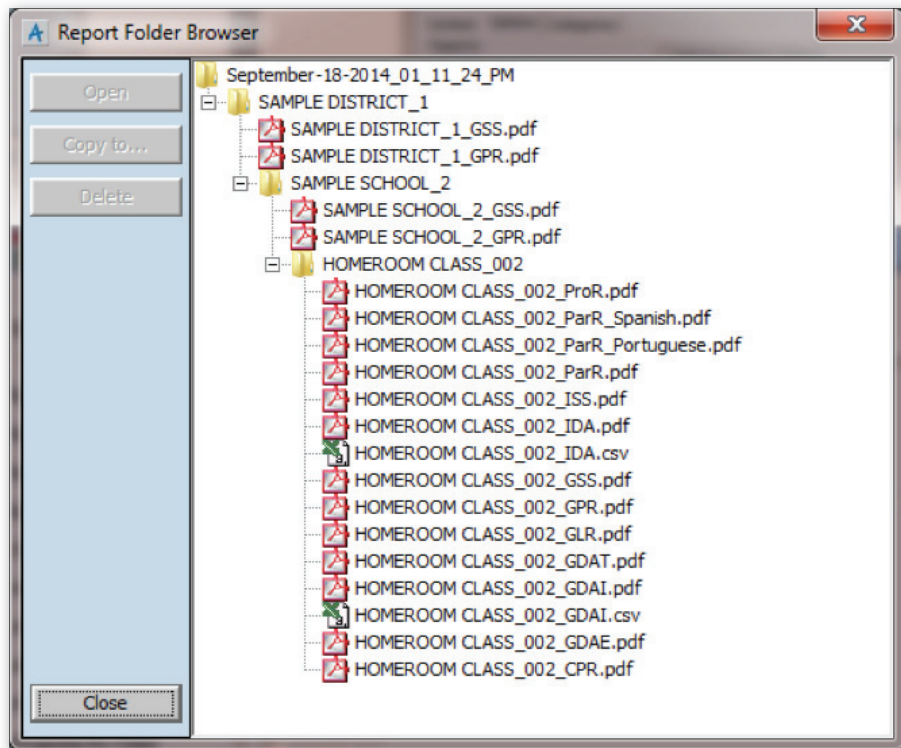 Report Folder Browser
Open
Copy to...
Delete
Close
September-18-2014_01_11_24_PM
SAMPLE DISTRICT_1
SAMPLE DISTRICT_1_GSS.pdf
SAMPLE DISTRICT_1_GPR.pdf
SAMPLE SCHOOL_2
SAMPLE SCHOOL_2_GSS.pdf
SAMPLE SCHOOL_2_GPR.pdf
HOMEROOM CLASS_002
HOMEROOM CLASS_002_ProR.pdf
HOMEROOM CLASS_002_ParR_Spanish.pdf
HOMEROOM CLASS_002_ParR_Portuguese.pdf
HOMEROOM CLASS_002_ParR.pdf
HOMEROOM CLASS_002_ISS.pdf
HOMEROOM CLASS_002_IDA.pdf
HOMEROOM CLASS_002_IDA.csv
HOMEROOM CLASS_002_GSS.pdf
HOMEROOM CLASS_002_GPR.pdf
HOMEROOM CLASS_002_GLR.pdf
HOMEROOM CLASS_002_GDAT.pdf
HOMEROOM CLASS_002_GDAI.pdf
HOMEROOM CLASS_002_GDAI.csv
HOMEROOM CLASS_002_GDAE.pdf
HOMEROOM CLASS_002_CPR.pdf